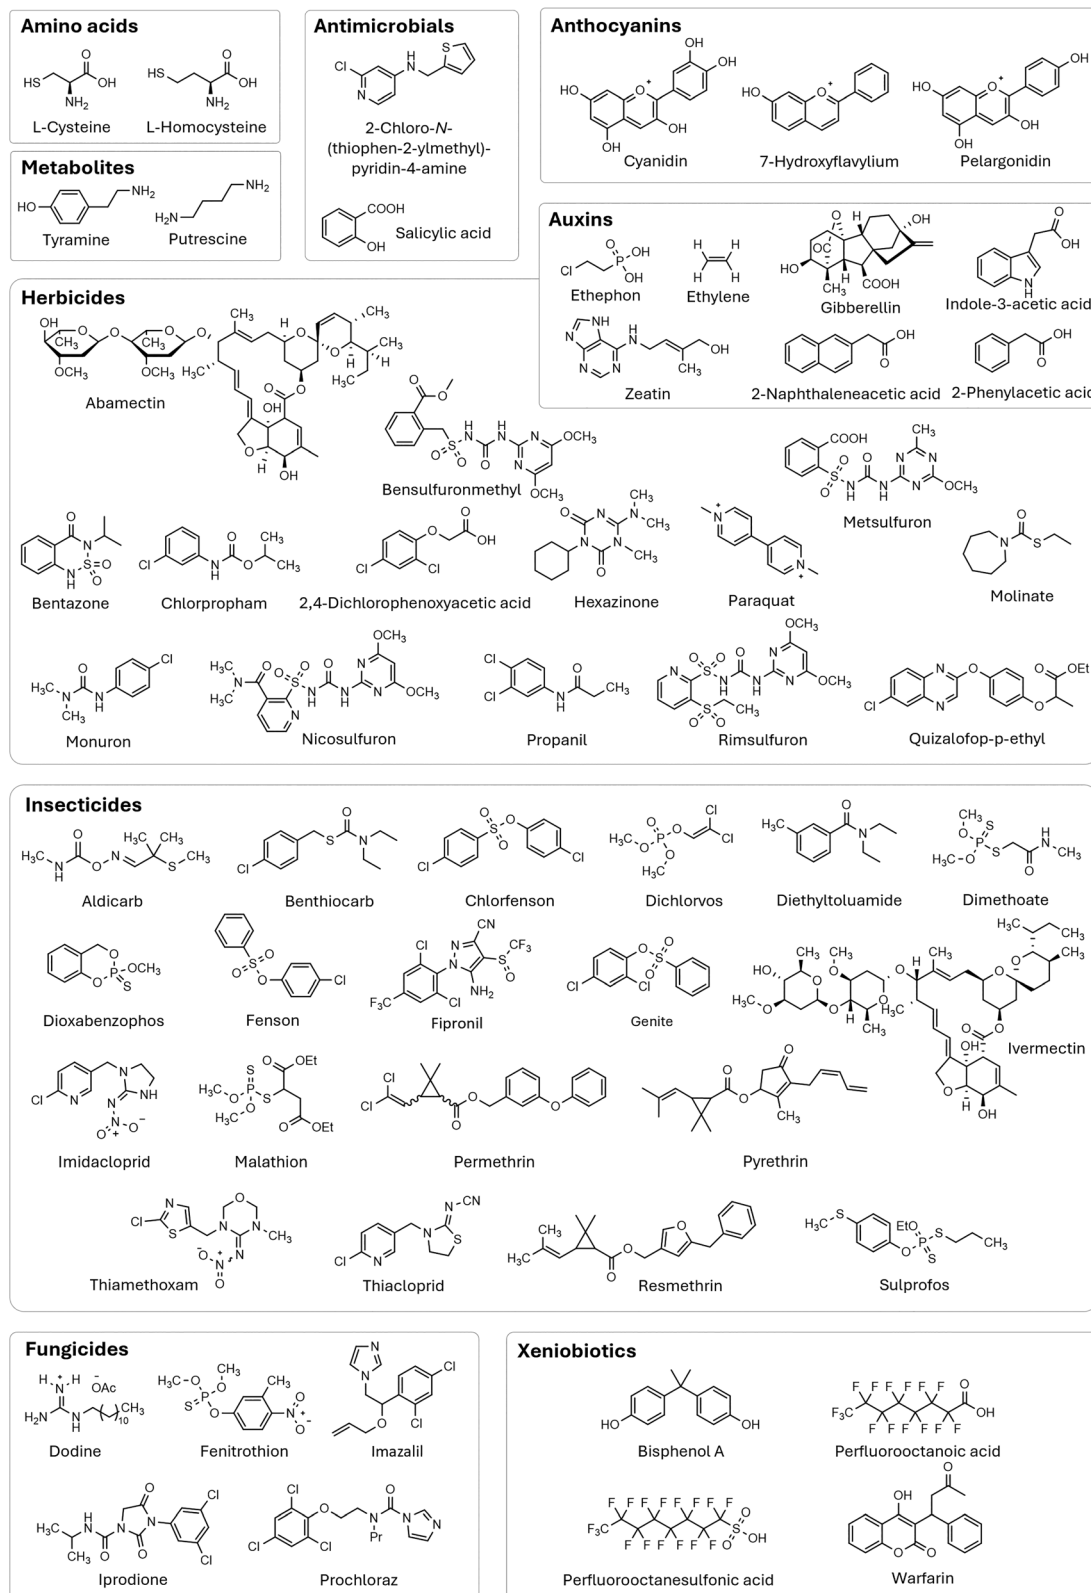 Amino acids
L-Cysteine
L-Homocysteine
Metabolites
Tyramine
Putrescine
Antimicrobials
2-Chloro-N-
(thiophen-2-ylmethyl)-
pyridin-4-amine
Salicylic acid
Anthocyanins
Cyanidin
7-Hydroxyflavylium
Pelargonidin
Auxins
Ethephon
Ethylene
Gibberellin
Indole-3-acetic acid
Zeatin
2-Naphthaleneacetic acid
2-Phenylacetic acid
Herbicides
Abamectin
Bensulfuronmethyl
Metsulfuron
Bentazone
Chlorpropham
2,4-Dichlorophenoxyacetic acid
Hexazinone
Paraquat
Molinate
Monuron
Nicosulfuron
Propanil
Rimsulfuron
Quizalofop-p-ethyl
Insecticides
Aldicarb
Benthiocarb
Chlorfenson
Dichlorvos
Diethyltoluamide
Dimethoate
Dioxabenzophos
Fenson
Fipronil
Genite
Ivermectin
Imidacloprid
Malathion
Permethrin
Pyrethrin
Thiamethoxam
Thiacloprid
Resmethrin
Sulprofos
Fungicides
Dodine
Fenitrothion
Imazalil
Iprodione
Prochloraz
Xeniobiotics
Bisphenol A
Perfluorooctanoic acid
Perfluorooctanesulfonic acid
Warfarin